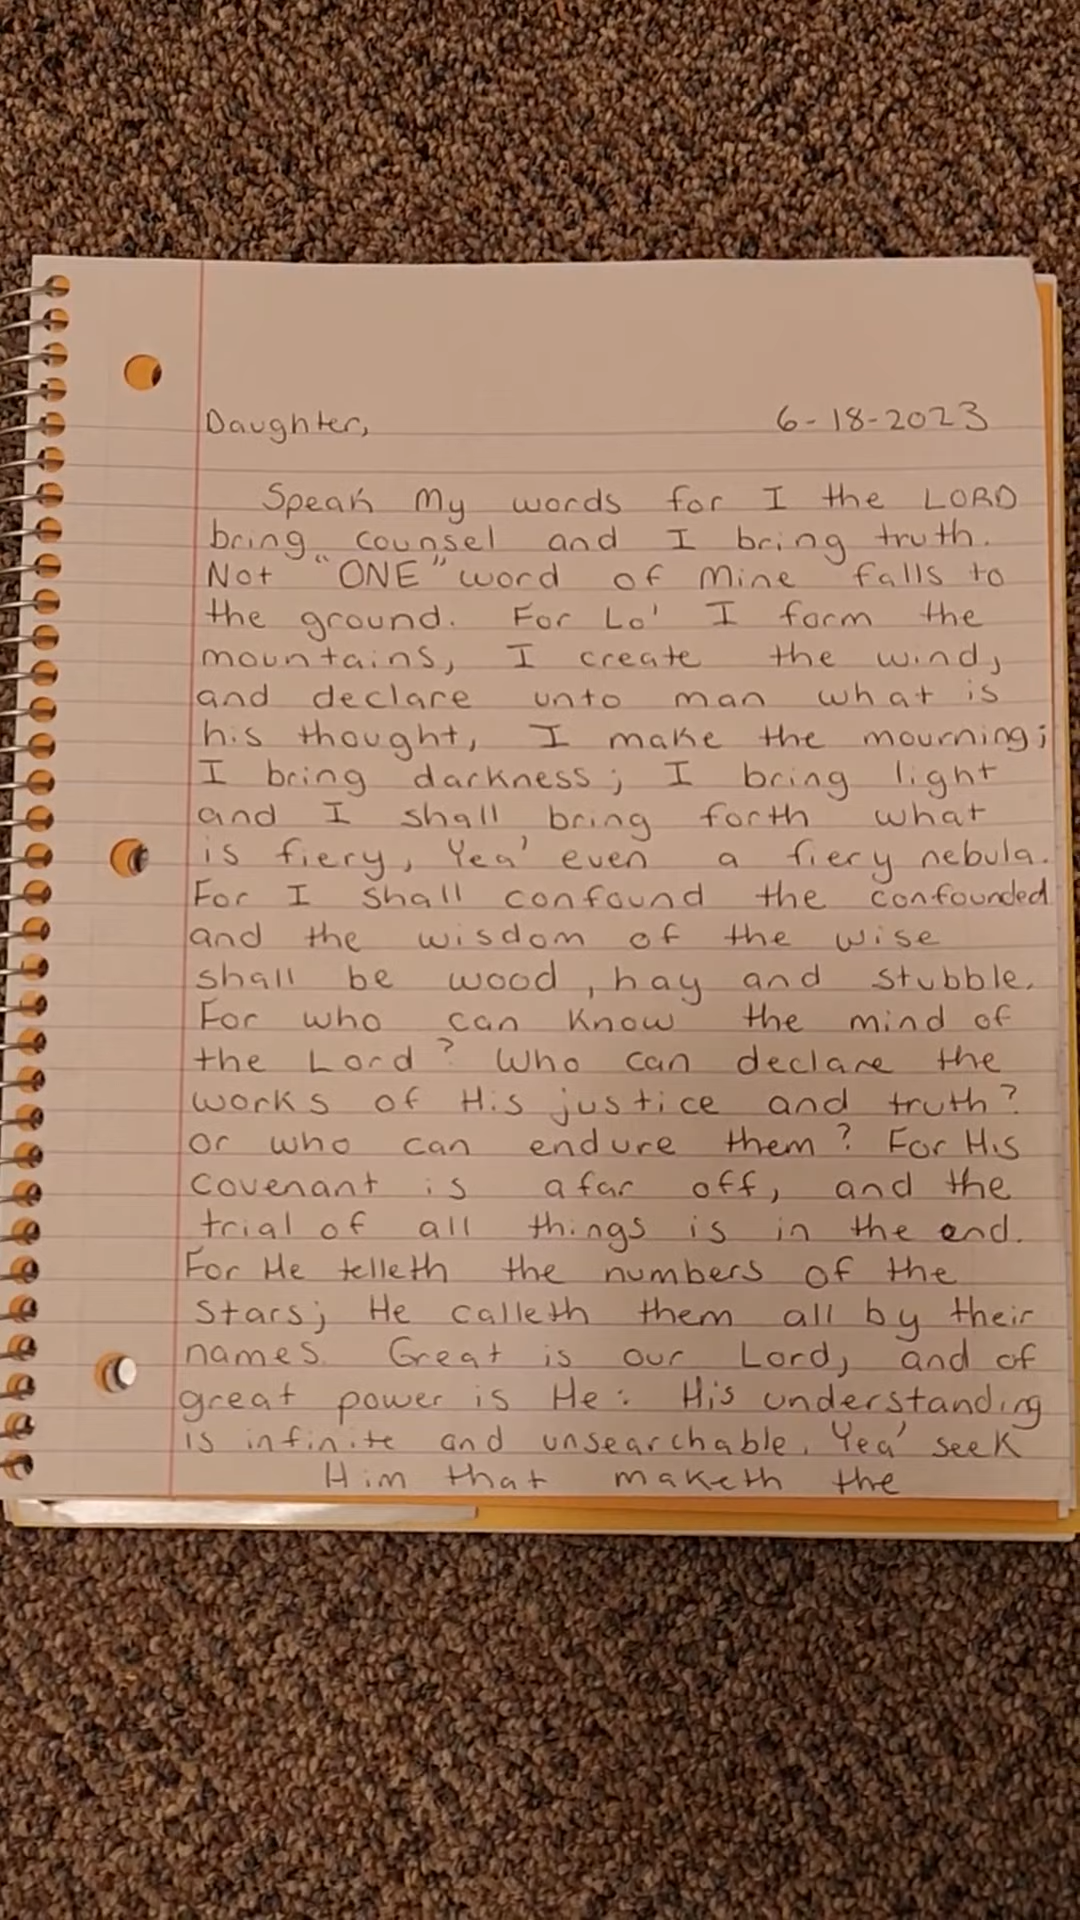 Daughter, 6-18-2023
Speak My words for I the LORD
bring counsel and I bring truth.
Not "ONE" word of Mine falls to
the ground. For Lo' I form the
mountains, I create the wind,
and declare unto man what is
his thought, I make the mourning;
I bring darkness; I bring light
and I shall bring forth what
is fiery, Yea' even a fiery nebula.
For I shall confound the confounded
and the wisdom of the wise
shall be wood, hay and stubble.
For who can know the mind of
the Lord? Who can declare the
works of His justice and truth?
or who can endure them? For His
covenant is afar off, and the
trial of all things is in the end.
For He telleth the numbers of the
stars; He calleth them all by their
names. Great is our Lord, and of
great power is He: His understanding
is infinite and unsearchable. Yea' seek
Him that maketh the